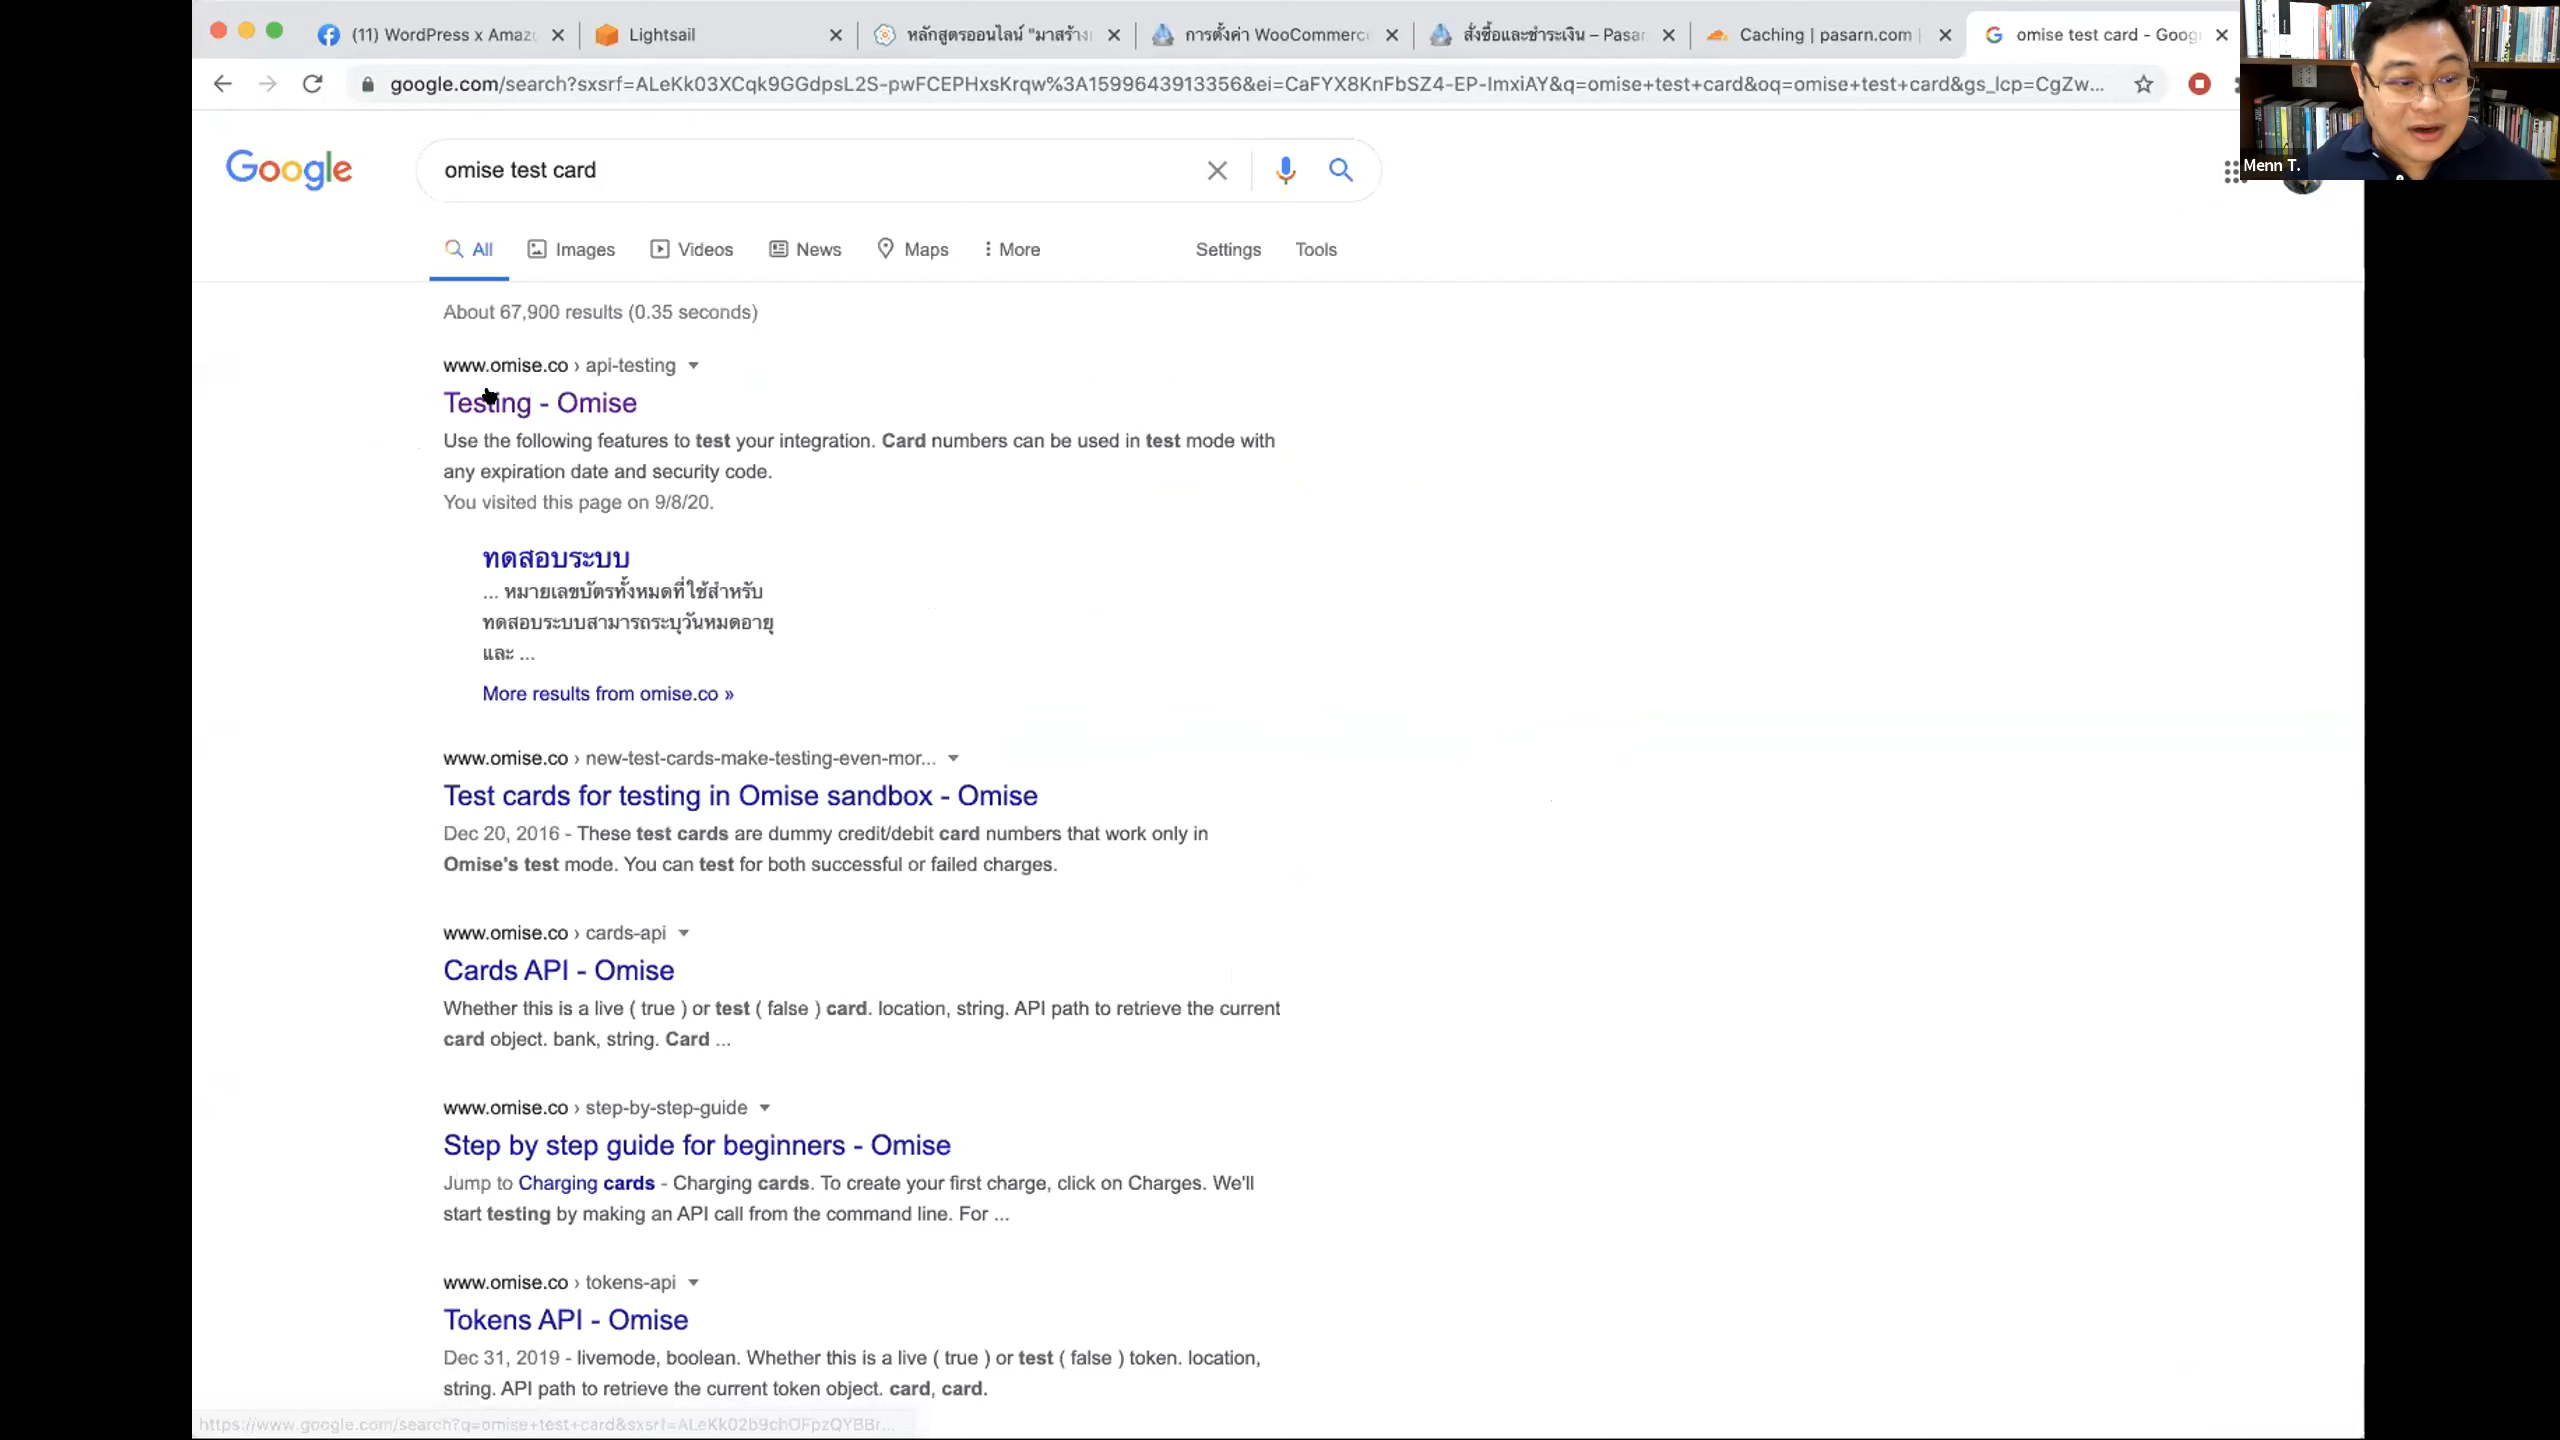 (11) WordPress x Amaz
Lightsail
หลักสูตรออนไลน์ "มาสร้าง
การตั้งค่า WooCommerc
สั่งซื้อและชำระเงิน – Pasar
Caching | pasarn.com |
omise test card - Goog
google.com/search?sxsrf=ALeKk03XCqk9GGdpsL2S-pwFCEPHxsKrqw%3A1599643913356&ei=CaFYX8KnFbSZ4-EP-ImxiAY&q=omise+test+card&oq=omise+test+card&gs_lcp=CgZw...
Menn T.
Google
omise test card
All
Images
Videos
News
Maps
More
Settings
Tools
About 67,900 results (0.35 seconds)
www.omise.co › api-testing
Testing - Omise
Use the following features to test your integration. Card numbers can be used in test mode with
any expiration date and security code.
You visited this page on 9/8/20.
ทดสอบระบบ
... หมายเลขบัตรทั้งหมดที่ใช้สำหรับ
ทดสอบระบบสามารถระบุวันหมดอายุ
และ ...
More results from omise.co »
www.omise.co › new-test-cards-make-testing-even-mor...
Test cards for testing in Omise sandbox - Omise
Dec 20, 2016 - These test cards are dummy credit/debit card numbers that work only in
Omise's test mode. You can test for both successful or failed charges.
www.omise.co › cards-api
Cards API - Omise
Whether this is a live ( true ) or test ( false ) card. location, string. API path to retrieve the current
card object. bank, string. Card ...
www.omise.co › step-by-step-guide
Step by step guide for beginners - Omise
Jump to Charging cards - Charging cards. To create your first charge, click on Charges. We'll
start testing by making an API call from the command line. For ...
www.omise.co › tokens-api
Tokens API - Omise
Dec 31, 2019 - livemode, boolean. Whether this is a live ( true ) or test ( false ) token. location,
string. API path to retrieve the current token object. card, card.
https://www.google.com/search?q=omise+test+card&sxsrf=ALeKk02b9chOFpzQYBBr...